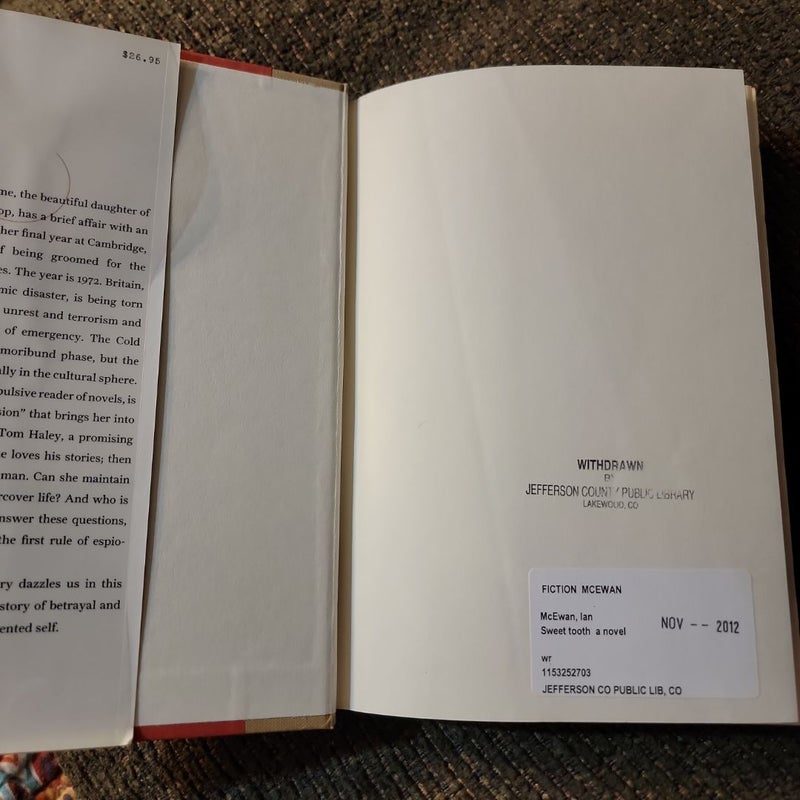 $26.95
ne, the beautiful daughter of
op, has a brief affair with an
her final year at Cambridge,
f being groomed for the
es. The year is 1972. Britain,
mic disaster, is being torn
unrest and terrorism and
of emergency. The Cold
moribund phase, but the
lly in the cultural sphere.
pulsive reader of novels, is
sion” that brings her into
Tom Haley, a promising
e loves his stories; then
man. Can she maintain
rcover life? And who is
nswer these questions,
the first rule of espio-
ry dazzles us in this
story of betrayal and
ented self.
WITHDRAWN
BY
JEFFERSON COUNTY PUBLIC LIBRARY
LAKEWOOD, CO
FICTION MCEWAN
McEwan, Ian
Sweet tooth a novel
NOV -- 2012
wr
1153252703
JEFFERSON CO PUBLIC LIB, CO